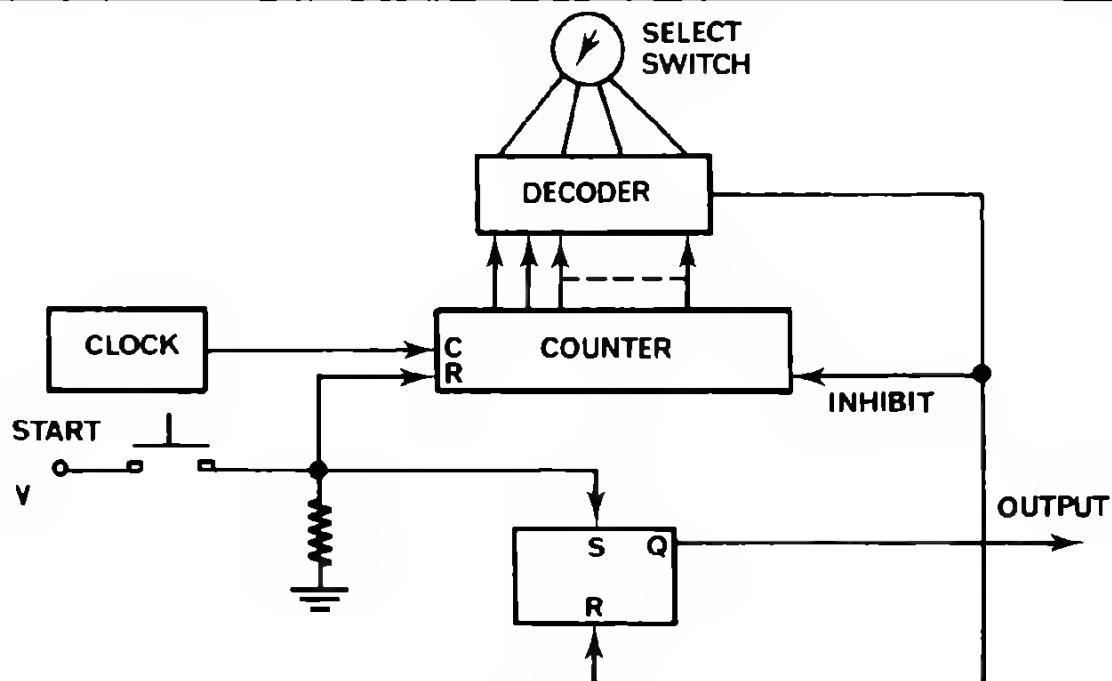 SELECT
SWITCH
DECODER
CLOCK
C
COUNTER
R
INHIBIT
START
V
OUTPUT
S
Q
R